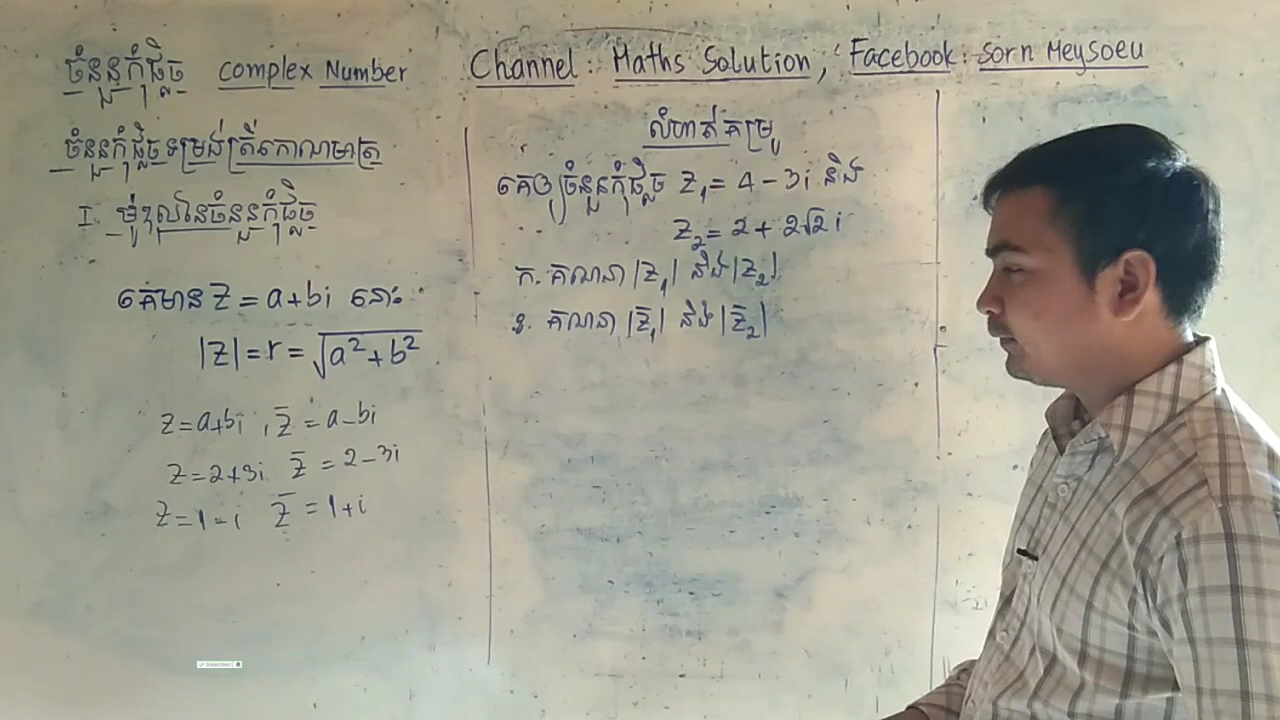 ចំនួនកុំផ្លិច Complex Number
Channel: Maths Solution, Facebook: Sorn Meysoeu
ចំនួនកុំផ្លិចទម្រង់ត្រីកោណមាត្រ
I. ម៉ូឌុលនៃចំនួនកុំផ្លិច
គេមាន Z = a+bi នោះ
|Z| = r = √(a²+b²)
Z=a+bi , Z̄ = a-bi
Z=2+3i Z̄ = 2-3i
Z=1-i Z̄ = 1+i
លំហាត់គម្រូ
គេឲ្យចំនួនកុំផ្លិច Z₁ = 4 - 3i និង
Z₂ = 2 + 2√2 i
ក. គណនា |Z₁| និង |Z₂|
ខ. គណនា |Z̄₁| និង |Z̄₂|